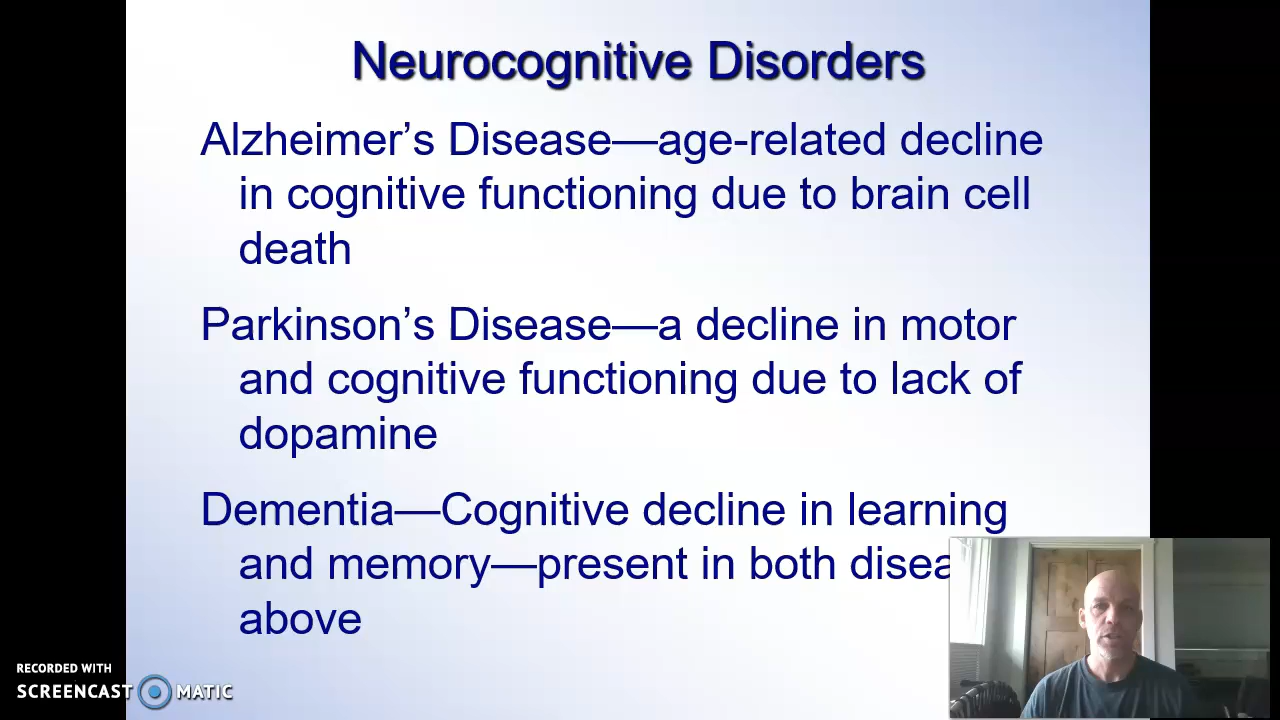 Neurocognitive Disorders
Alzheimer’s Disease—age-related decline
in cognitive functioning due to brain cell
death
Parkinson’s Disease—a decline in motor
and cognitive functioning due to lack of
dopamine
Dementia—Cognitive decline in learning
and memory—present in both disea
above
RECORDED WITH
SCREENCAST MATIC